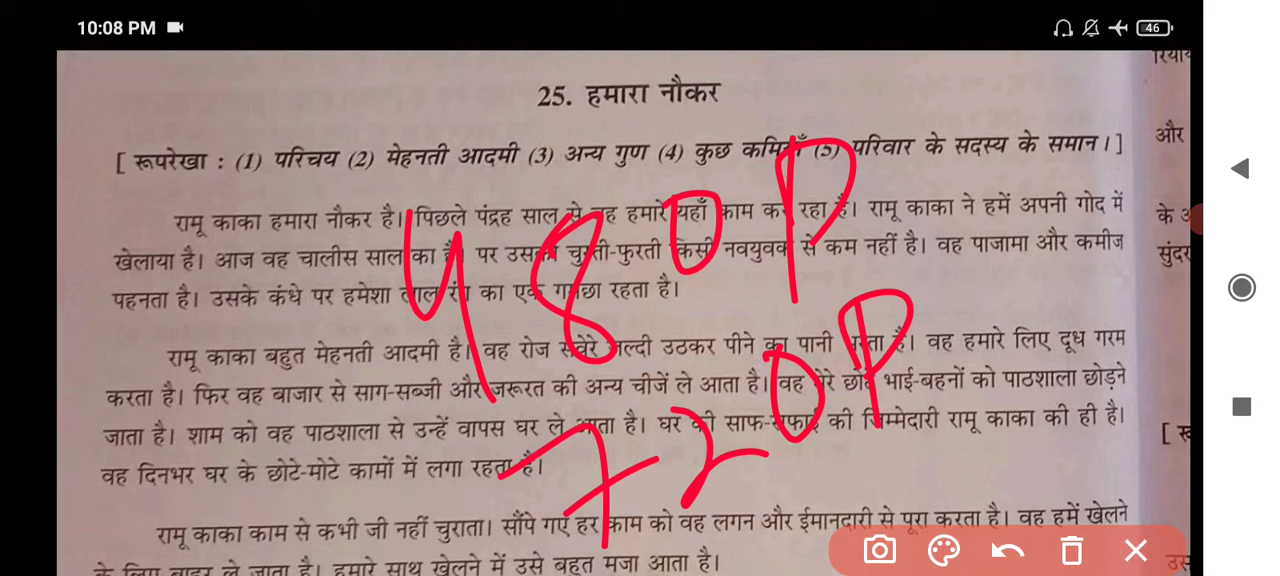 10:08 PM
46
25. हमारा नौकर
[ रूपरेखा : (1) परिचय (2) मेहनती आदमी (3) अन्य गुण (4) कुछ कमियाँ (5) परिवार के सदस्य के समान। ]
और
रामू काका हमारा नौकर है। पिछले पंद्रह साल से वह हमारे यहाँ काम कर रहा है। रामू काका ने हमें अपनी गोद में
खेलाया है। आज वह चालीस साल का है। पर उसकी चुस्ती-फुरती किसी नवयुवक से कम नहीं है। वह पाजामा और कमीज
पहनता है। उसके कंधे पर हमेशा लाल रंग का एक गमछा रहता है।
480P
रामू काका बहुत मेहनती आदमी है। वह रोज सवेरे जल्दी उठकर पीने का पानी भरता है। वह हमारे लिए दूध गरम
करता है। फिर वह बाजार से साग-सब्जी और जरूरत की अन्य चीजें ले आता है। वह मेरे छोटे भाई-बहनों को पाठशाला छोड़ने
जाता है। शाम को वह पाठशाला से उन्हें वापस घर ले आता है। घर की साफ-सफाई की जिम्मेदारी रामू काका की ही है।
वह दिनभर घर के छोटे-मोटे कामों में लगा रहता है।
720P
रामू काका काम से कभी जी नहीं चुराता। सौंपे गए हर काम को वह लगन और ईमानदारी से पूरा करता है। वह हमें खेलने
के लिए बाहर ले जाता है। हमारे साथ खेलने में उसे बहुत मजा आता है।